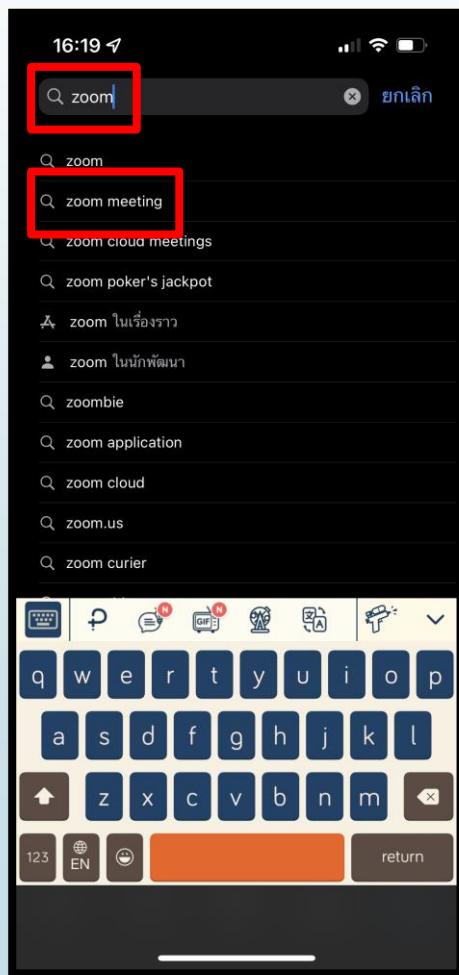 16:19
zoom ยกเลิก
zoom
zoom meeting
zoom cloud meetings
zoom poker's jackpot
zoom ในเรื่องราว
zoom ในนักพัฒนา
zoombie
zoom application
zoom cloud
zoom.us
zoom curier
N N
GIF 文 A
q w e r t y u i o p
a s d f g h j k l
z x c v b n m
123 EN return